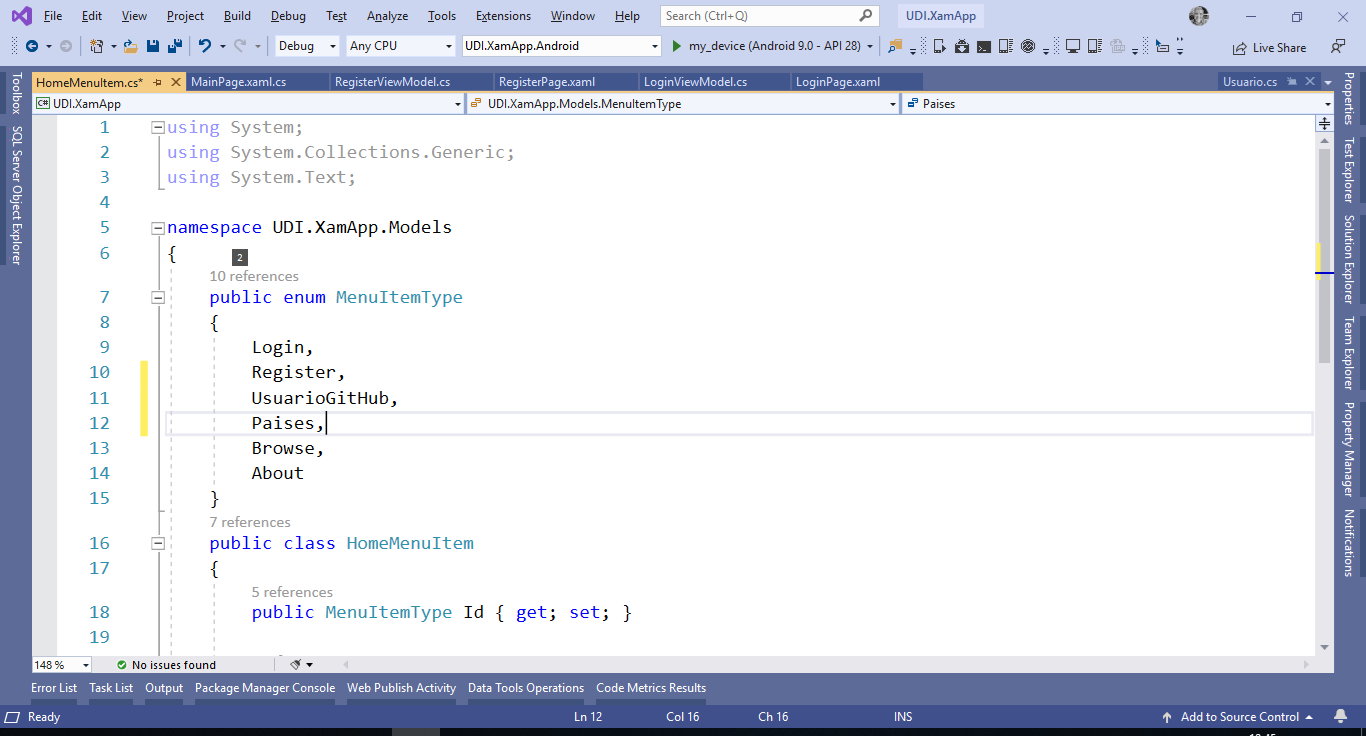 File Edit View Project Build Debug Test Analyze Tools Extensions Window Help Search (Ctrl+Q) UDI.XamApp
Debug Any CPU UDI.XamApp.Android my_device (Android 9.0 - API 28) Live Share
HomeMenuItem.cs* MainPage.xaml.cs RegisterViewModel.cs RegisterPage.xaml LoginViewModel.cs LoginPage.xaml Usuario.cs
C# UDI.XamApp UDI.XamApp.Models.MenuItemType Paises
Toolbox
SQL Server Object Explorer
1 using System;
2 using System.Collections.Generic;
3 using System.Text;
4
5 namespace UDI.XamApp.Models
6 {
2
10 references
7 public enum MenuItemType
8 {
9 Login,
10 Register,
11 UsuarioGitHub,
12 Paises,
13 Browse,
14 About
15 }
7 references
16 public class HomeMenuItem
17 {
5 references
18 public MenuItemType Id { get; set; }
19
Properties
Test Explorer
Solution Explorer
Team Explorer
Property Manager
Notifications
148 % No issues found
Error List Task List Output Package Manager Console Web Publish Activity Data Tools Operations Code Metrics Results
Ready Ln 12 Col 16 Ch 16 INS Add to Source Control